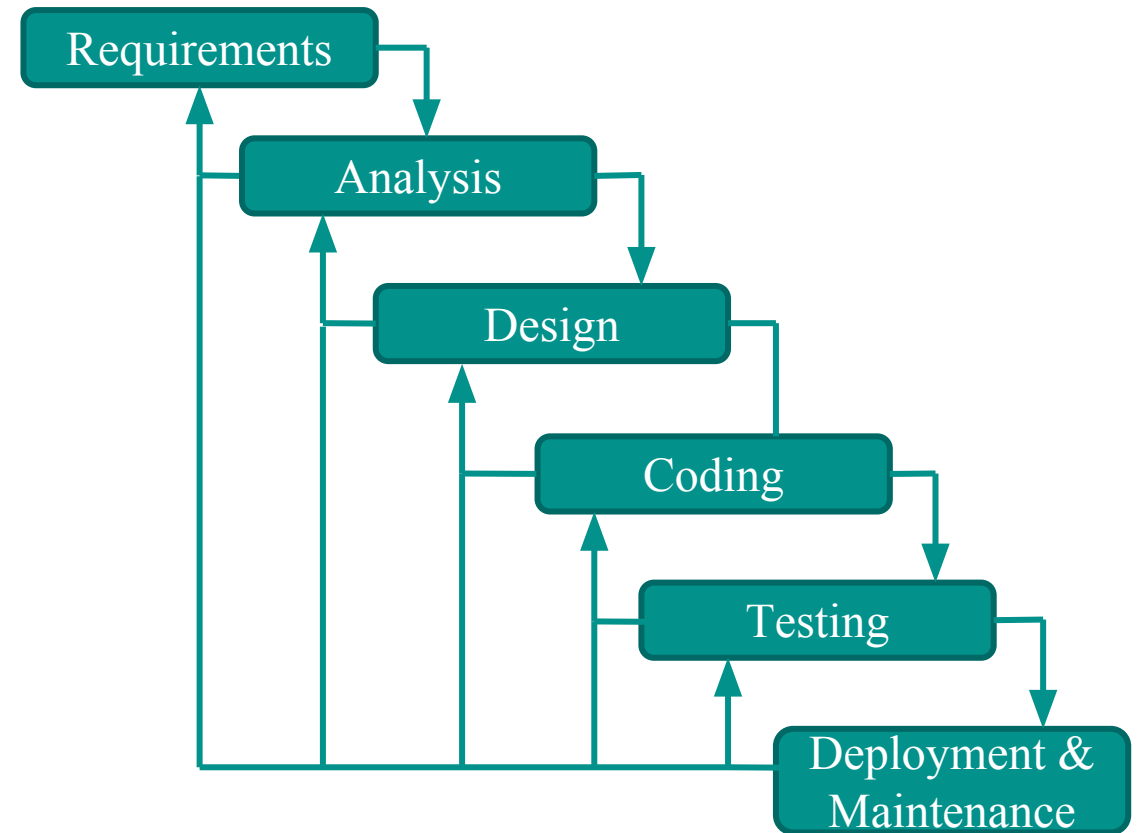 Requirements
Analysis
Design
Coding
Testing
Deployment &
Maintenance